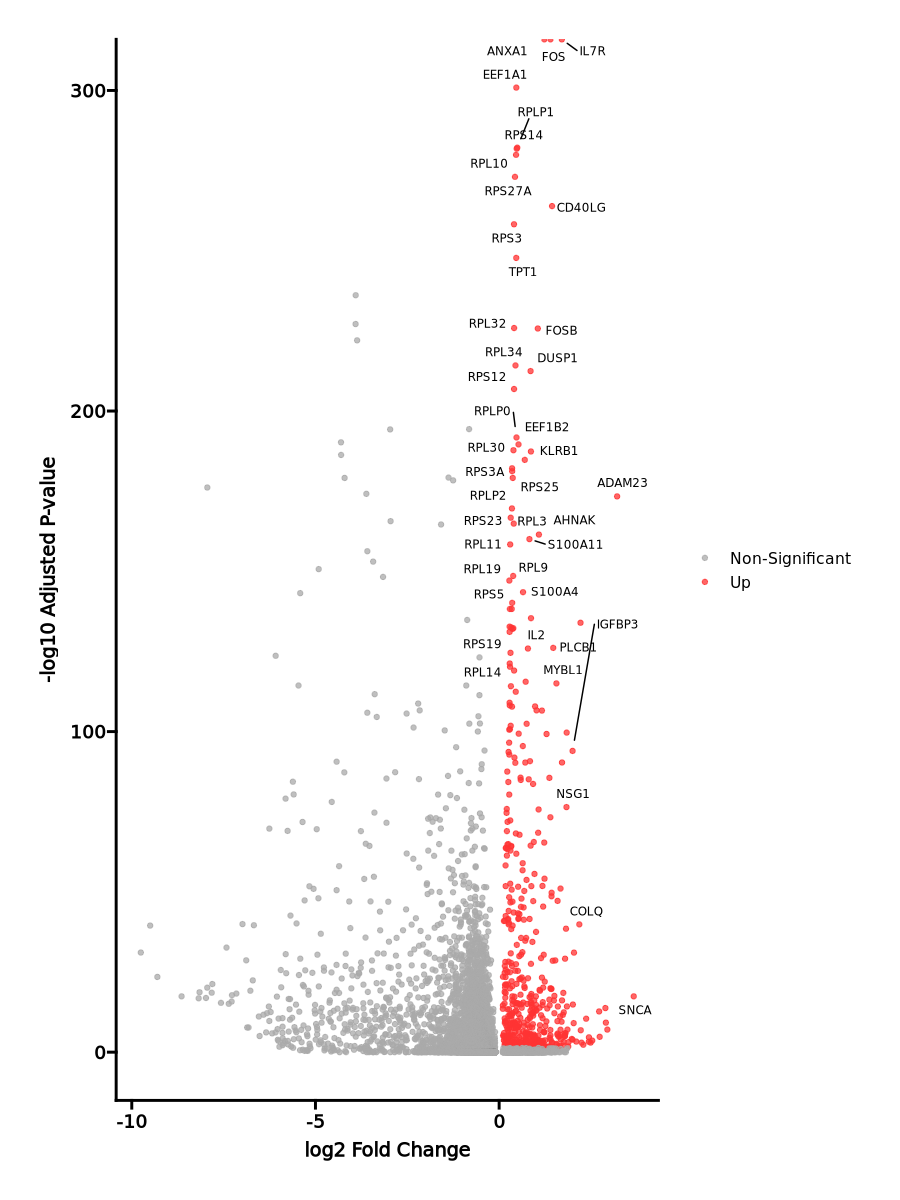 ANXA1
FOS
IL7R
EEF1A1
RPLP1
RPS14
RPL10
RPS27A
CD40LG
RPS3
TPT1
RPL32
FOSB
RPL34
DUSP1
RPS12
RPLP0
EEF1B2
RPL30
KLRB1
RPS3A
RPS25
ADAM23
RPLP2
RPS23
RPL3
AHNAK
RPL11
S100A11
RPL19
RPL9
RPS5
S100A4
IGFBP3
IL2
RPS19
PLCB1
RPL14
MYBL1
NSG1
COLQ
SNCA
300
200
100
0
-log10 Adjusted P-value
-10
-5
0
log2 Fold Change
Non-Significant
Up